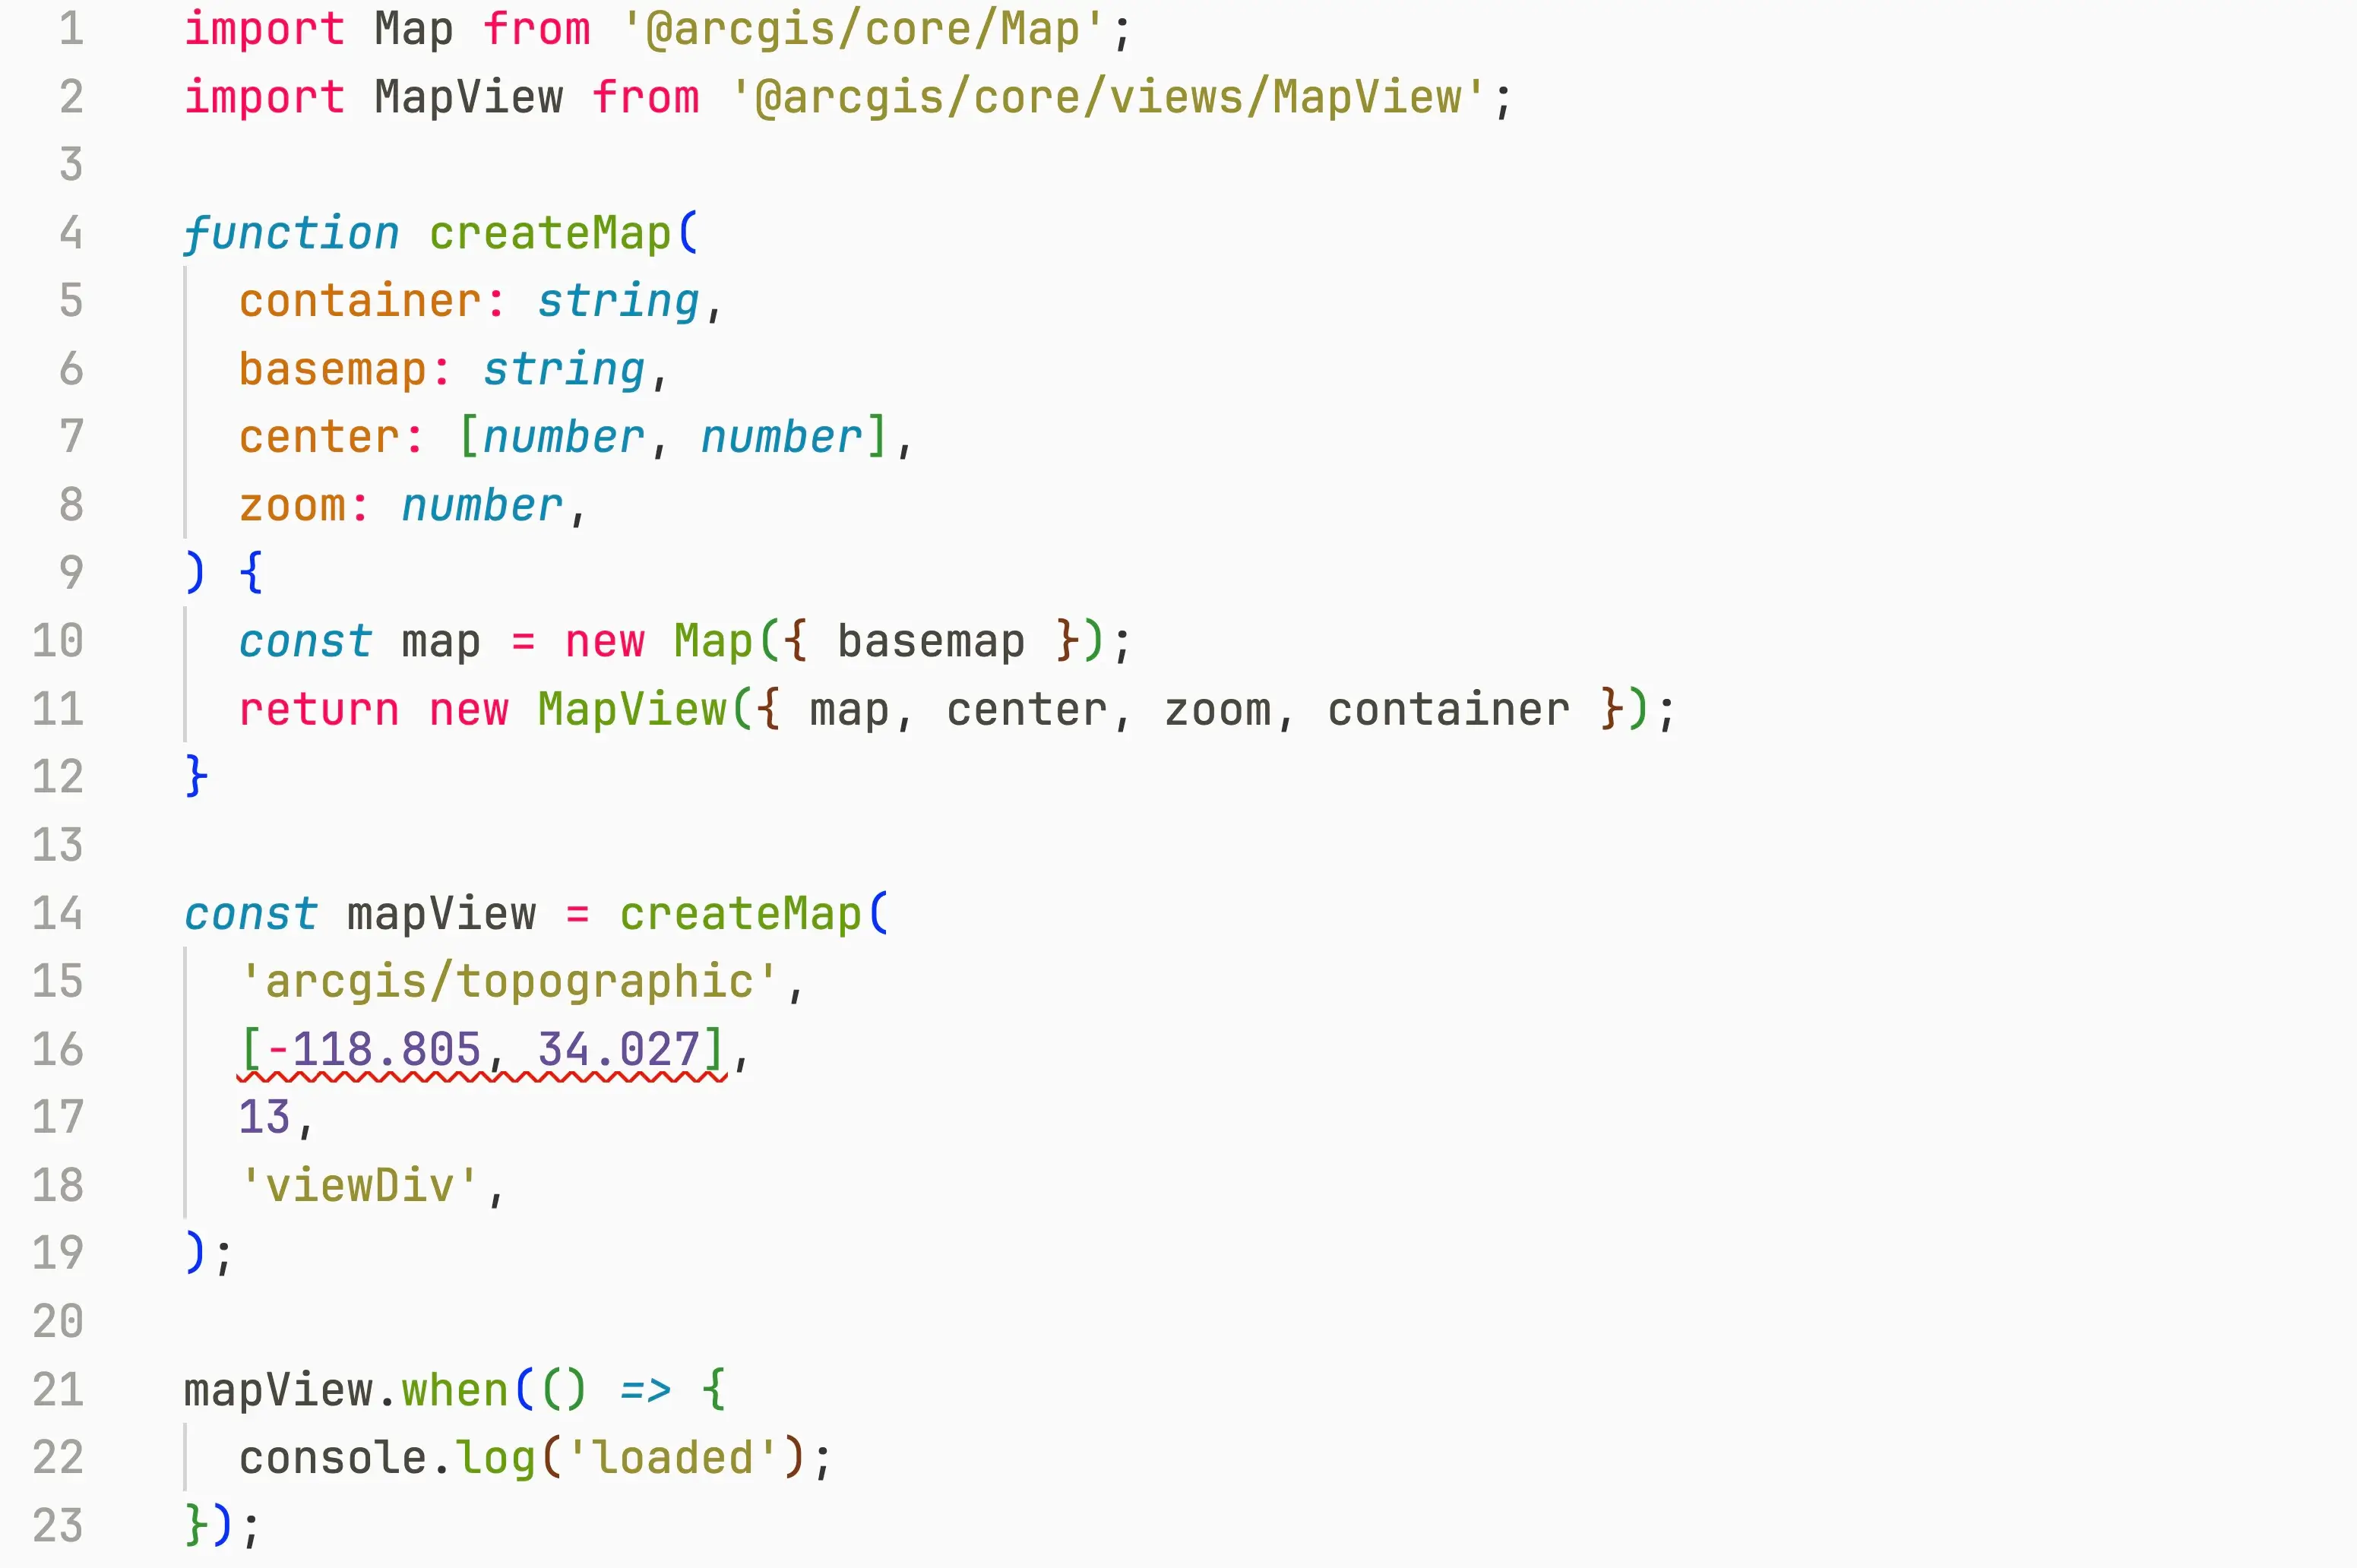 1 import Map from '@arcgis/core/Map';
2 import MapView from '@arcgis/core/views/MapView';
3
4 function createMap(
5   container: string,
6   basemap: string,
7   center: [number, number],
8   zoom: number,
9 ) {
10   const map = new Map({ basemap });
11   return new MapView({ map, center, zoom, container });
12 }
13
14 const mapView = createMap(
15   'arcgis/topographic',
16   [-118.805, 34.027],
17   13,
18   'viewDiv',
19 );
20
21 mapView.when(() => {
22   console.log('loaded');
23 });